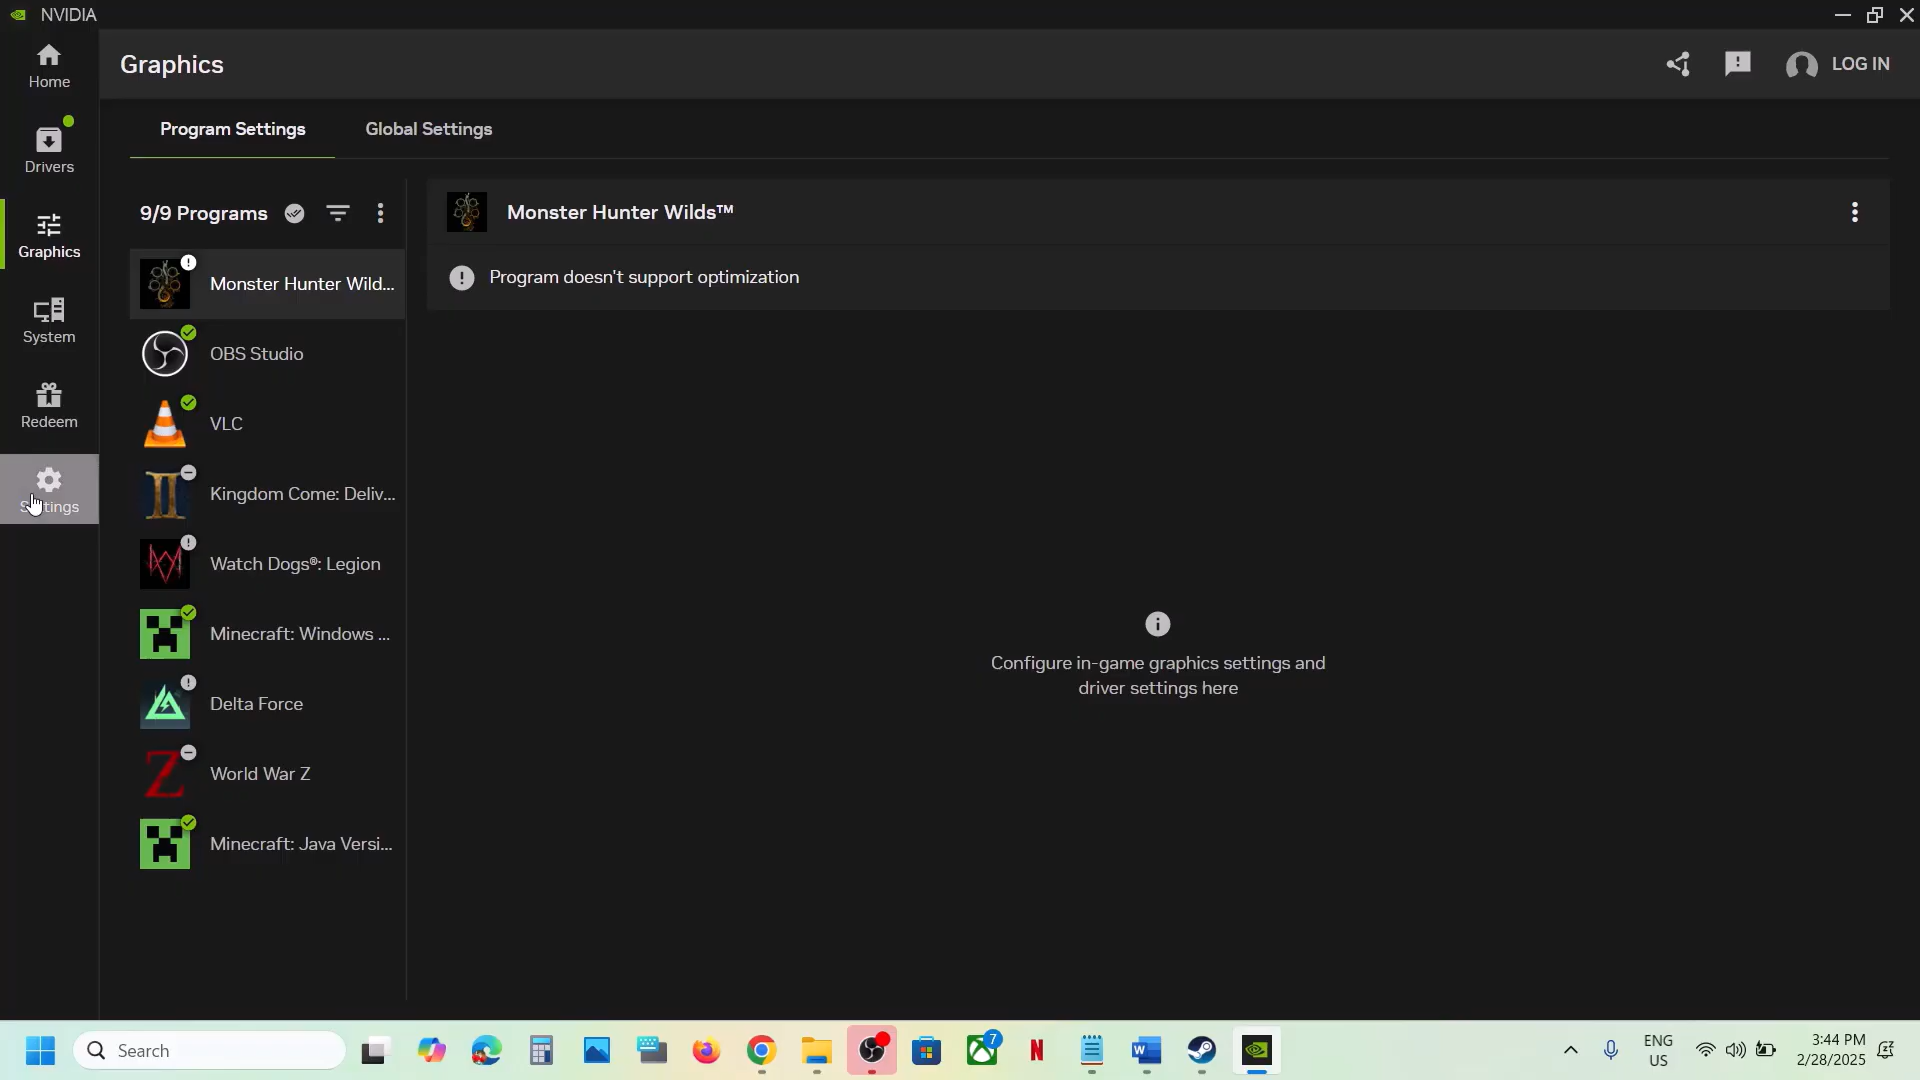 NVIDIA
Home
Drivers
Graphics
System
Redeem
Settings
Graphics
LOG IN
Program Settings
Global Settings
9/9 Programs
Monster Hunter Wild...
OBS Studio
VLC
Kingdom Come: Deliv...
Watch Dogs®: Legion
Minecraft: Windows ...
Delta Force
World War Z
Minecraft: Java Versi...
Monster Hunter Wilds™
Program doesn't support optimization
Configure in-game graphics settings and
driver settings here
Search
7
ENG
US
3:44 PM
2/28/2025